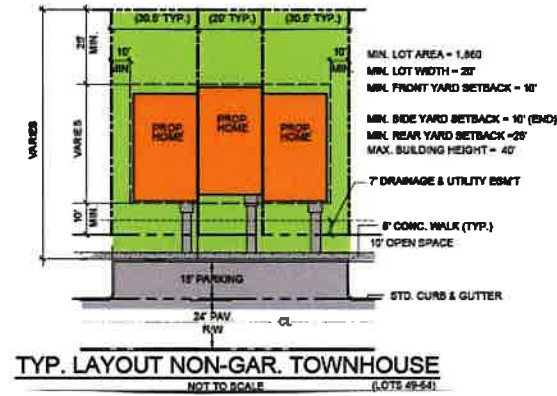 (30.5' TYP.) (20' TYP.) (30.5' TYP.)
25' MIN.
10' MIN
10' MIN
VARIES
VARIES
10' MIN.
PROP HOME
PROP HOME
PROP HOME
MIN. LOT AREA = 1,860
MIN. LOT WIDTH = 20'
MIN. FRONT YARD SETBACK = 10'
MIN. SIDE YARD SETBACK = 10' (END)
MIN. REAR YARD SETBACK = 25'
MAX. BUILDING HEIGHT = 40'
7' DRAINAGE & UTILITY ESM'T
CONC. WALK (TYP.)
10' OPEN SPACE
18' PARKING
STD. CURB & GUTTER
24' PAV.
R/W
TYP. LAYOUT NON-GAR. TOWNHOUSE
NOT TO SCALE (LOTS 49-64)